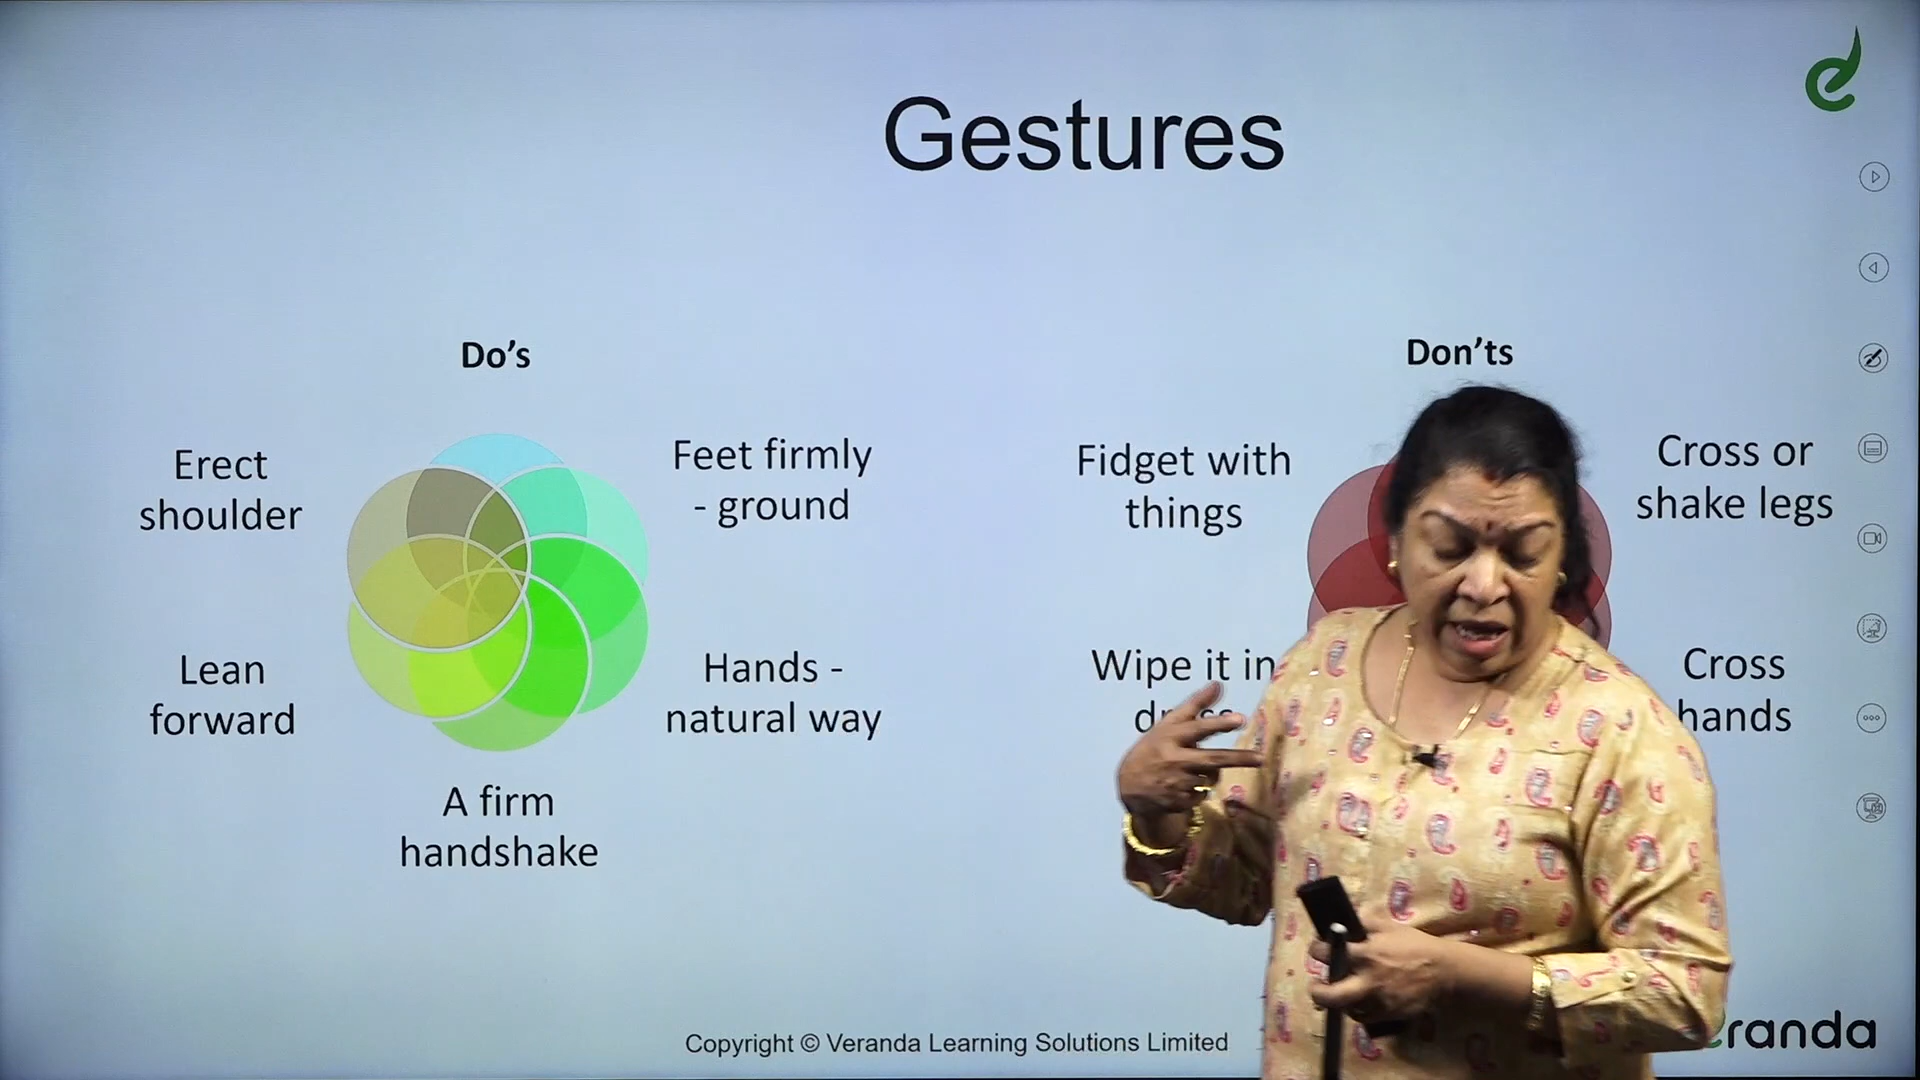 Gestures
Do's
Erect
shoulder
Feet firmly
- ground
Lean
forward
Hands -
natural way
A firm
handshake
Don'ts
Fidget with
things
Cross or
shake legs
Wipe it in
Cross
hands
Copyright © Veranda Learning Solutions Limited